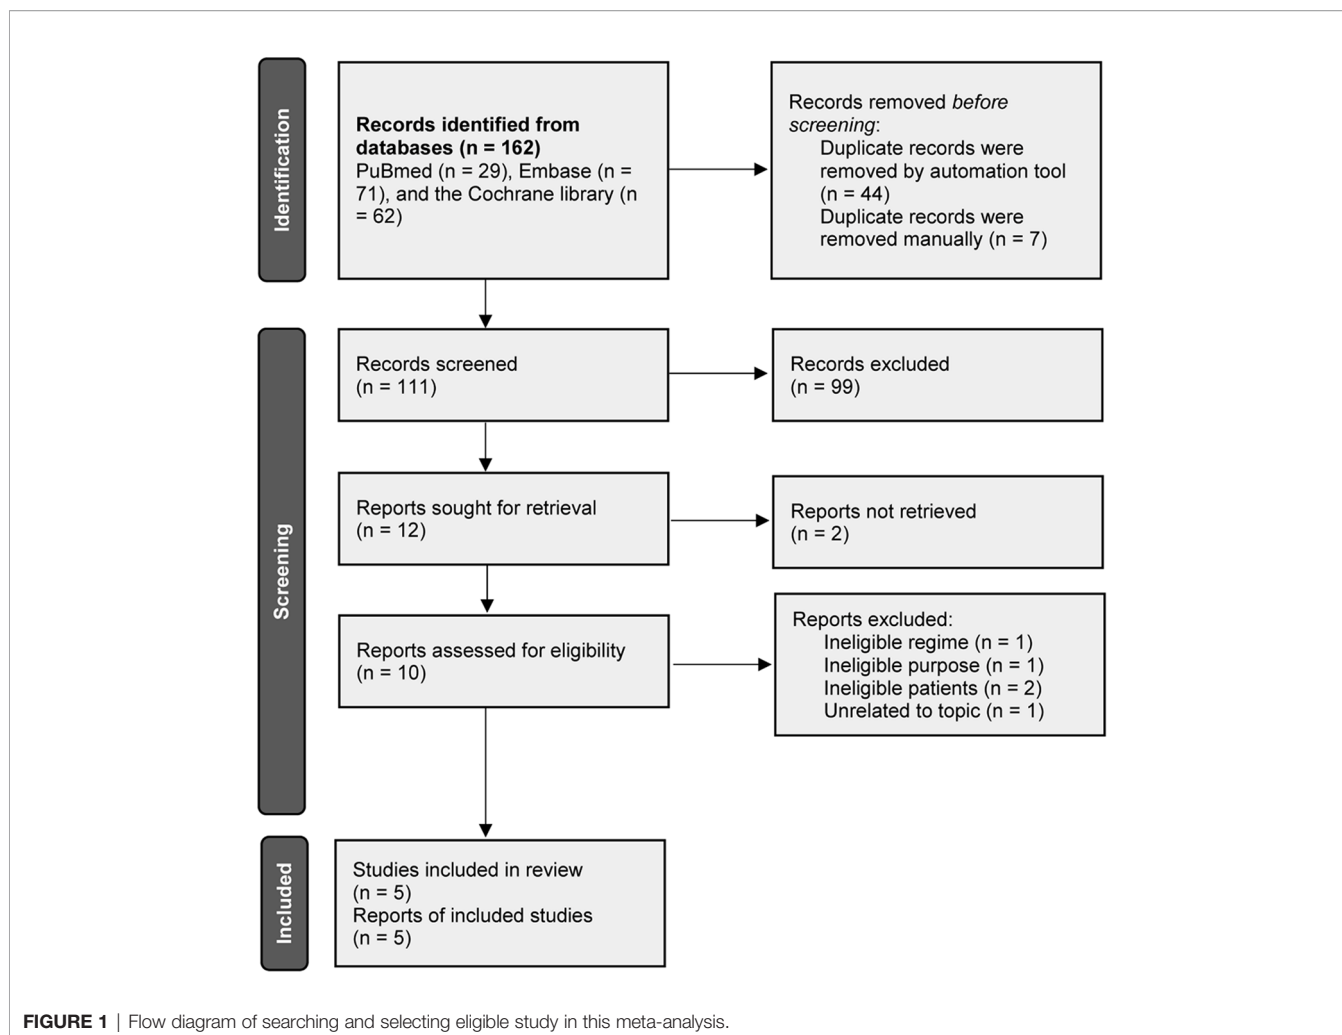 Identification
Records identified from
databases (n = 162)
PuBmed (n = 29), Embase (n =
71), and the Cochrane library (n
= 62)
Records removed before
screening:
Duplicate records were
removed by automation tool
(n = 44)
Duplicate records were
removed manually (n = 7)
Screening
Records screened
(n = 111)
Records excluded
(n = 99)
Reports sought for retrieval
(n = 12)
Reports not retrieved
(n = 2)
Reports assessed for eligibility
(n = 10)
Reports excluded:
Ineligible regime (n = 1)
Ineligible purpose (n = 1)
Ineligible patients (n = 2)
Unrelated to topic (n = 1)
Included
Studies included in review
(n = 5)
Reports of included studies
(n = 5)
FIGURE 1 | Flow diagram of searching and selecting eligible study in this meta-analysis.